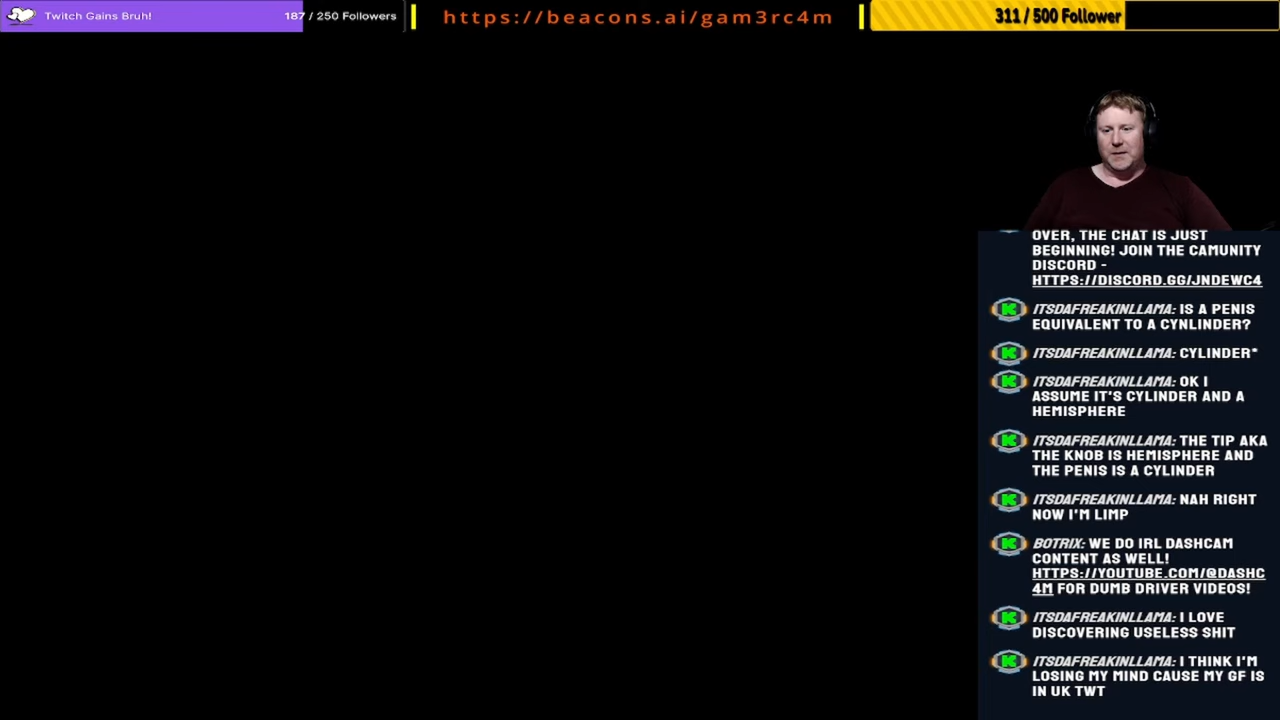 Twitch Gains Bruh!
187 / 250 Followers
https://beacons.ai/gam3rc4m
311 / 500 Follower
OVER, THE CHAT IS JUST
BEGINNING! JOIN THE CAMUNITY
DISCORD -
HTTPS://DISCORD.GG/JNDEWC4
ITSDAFREAKINLLAMA: IS A PENIS
EQUIVALENT TO A CYNLINDER?
ITSDAFREAKINLLAMA: CYLINDER*
ITSDAFREAKINLLAMA: OK I
ASSUME IT'S CYLINDER AND A
HEMISPHERE
ITSDAFREAKINLLAMA: THE TIP AKA
THE KNOB IS HEMISPHERE AND
THE PENIS IS A CYLINDER
ITSDAFREAKINLLAMA: NAH RIGHT
NOW I'M LIMP
BOTRIX: WE DO IRL DASHCAM
CONTENT AS WELL!
HTTPS://YOUTUBE.COM/@DASHC
4M FOR DUMB DRIVER VIDEOS!
ITSDAFREAKINLLAMA: I LOVE
DISCOVERING USELESS SHIT
ITSDAFREAKINLLAMA: I THINK I'M
LOSING MY MIND CAUSE MY GF IS
IN UK TWT